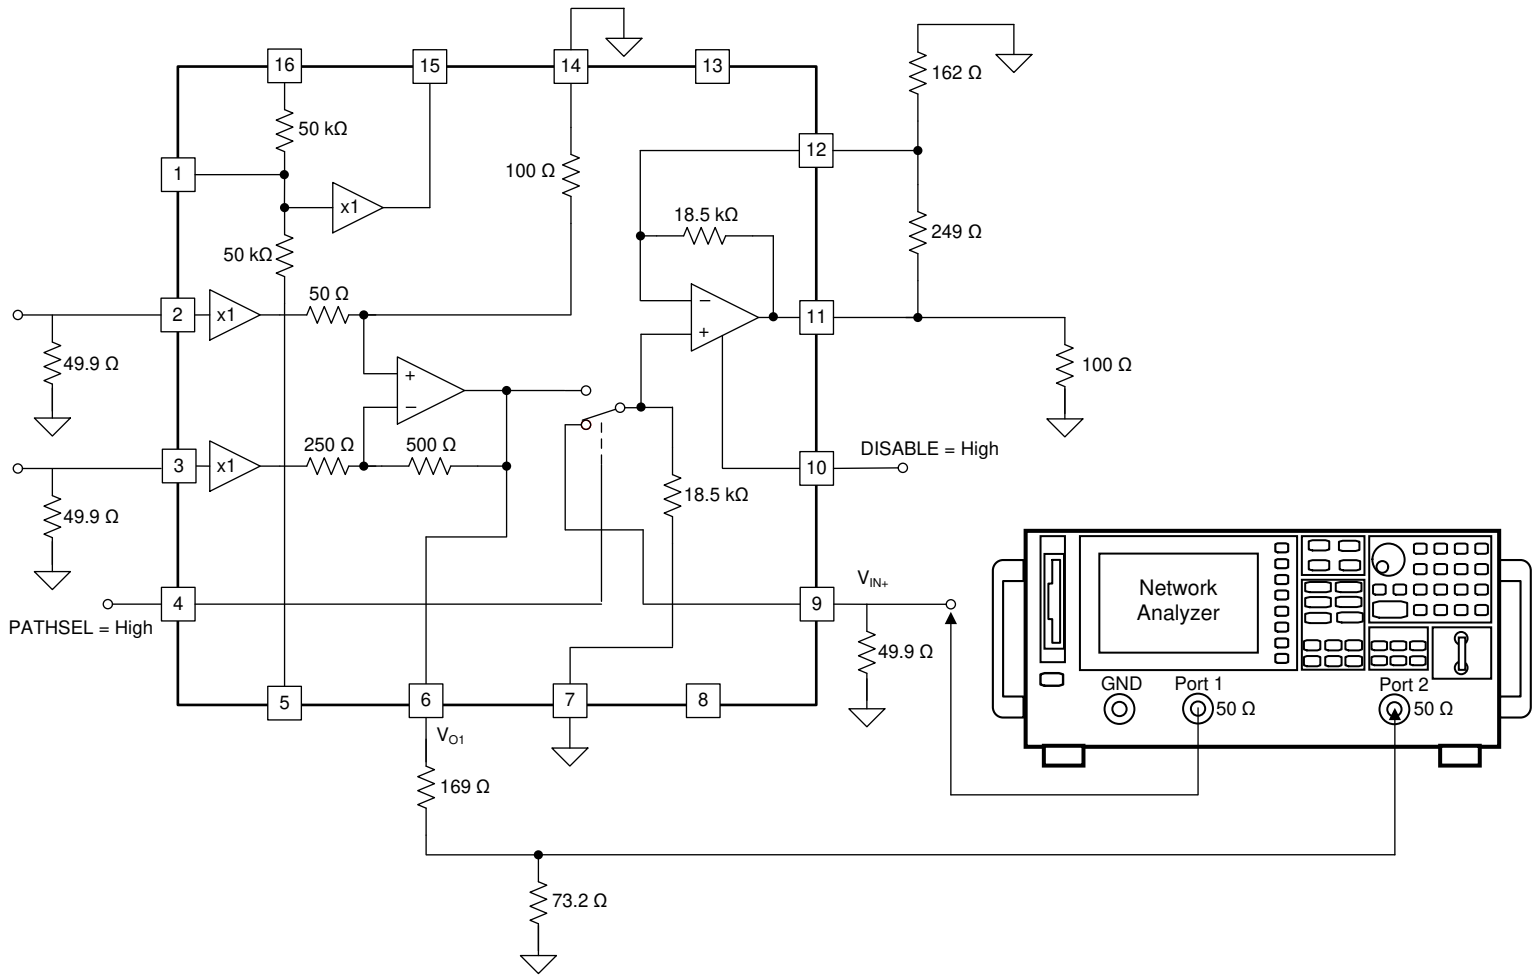 16
15
14
13
162 Ω
50 kΩ
12
1
100 Ω
x1
18.5 kΩ
249 Ω
50 kΩ
50 Ω
2
x1
−
+
11
49.9 Ω
100 Ω
+
−
250 Ω
500 Ω
DISABLE = High
3
x1
10
18.5 kΩ
49.9 Ω
VIN+
Network
Analyzer
4
9
PATHSEL = High
49.9 Ω
GND
Port 1
Port 2
5
6
7
8
50 Ω
50 Ω
VO1
169 Ω
73.2 Ω